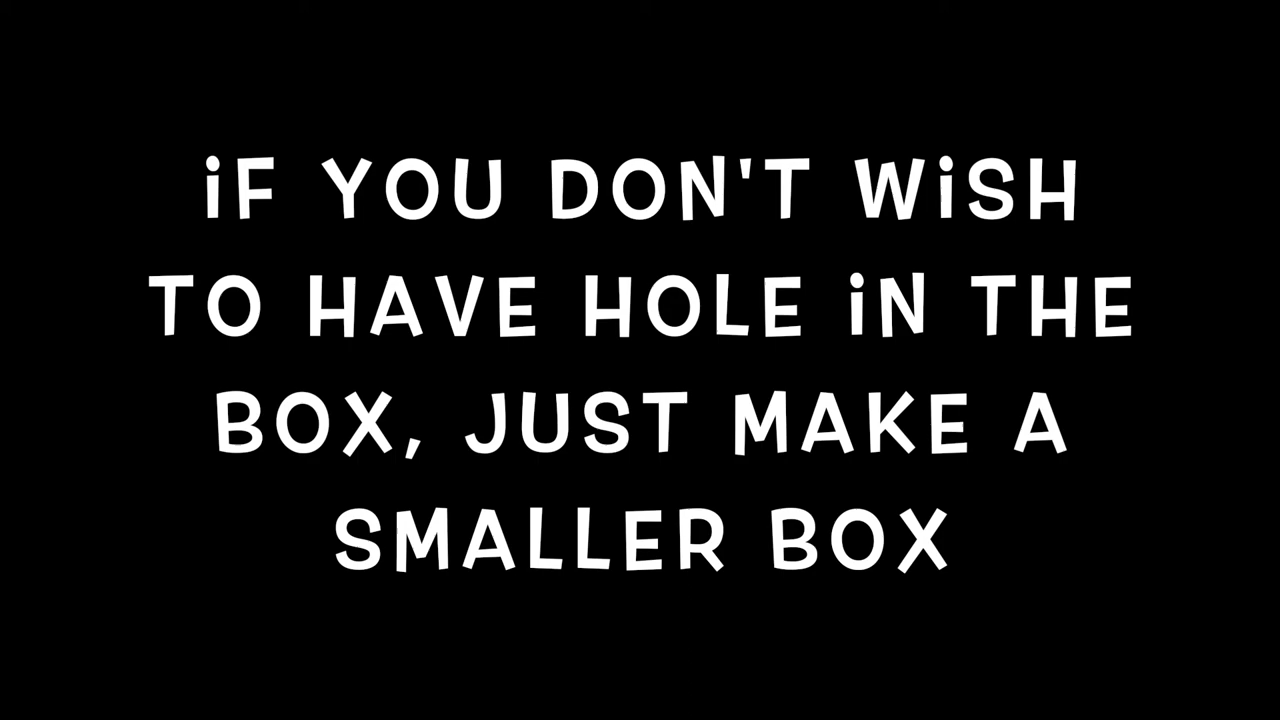 IF YOU DON'T WISH
TO HAVE HOLE IN THE
BOX, JUST MAKE A
SMALLER BOX